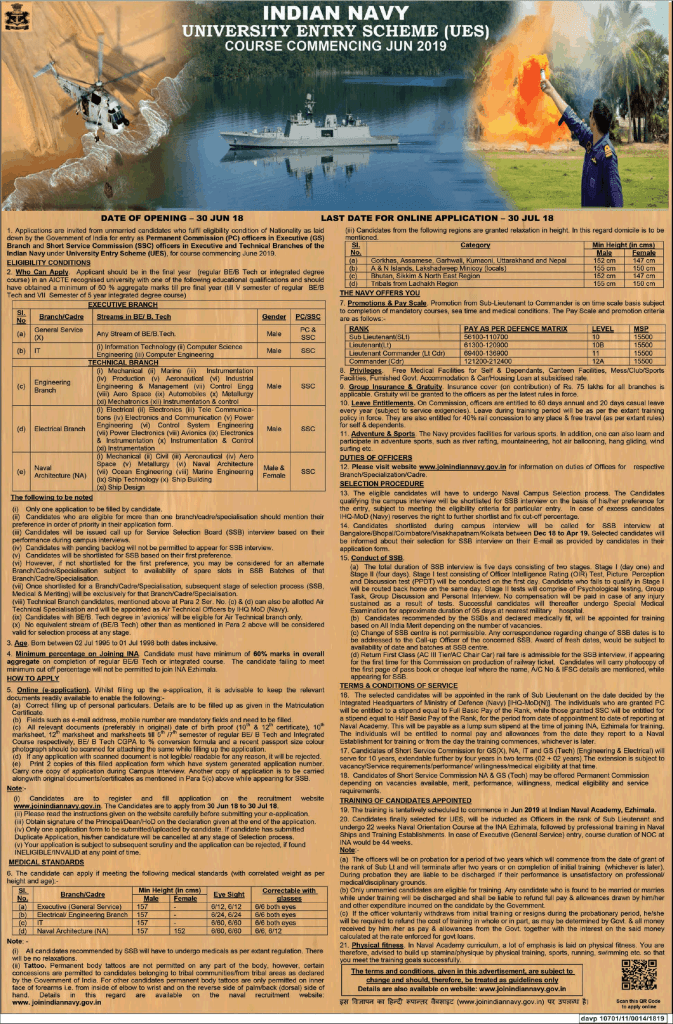 INDIAN NAVY
UNIVERSITY ENTRY SCHEME (UES)
COURSE COMMENCING JUN 2019
DATE OF OPENING – 30 JUN 18
LAST DATE FOR ONLINE APPLICATION – 30 JUL 18
1. Applications are invited from unmarried candidates who fulfil eligibility condition of Nationality as laid
down by the Government of India for entry as Permanent Commission (PC) officers in Executive (GS)
Branch and Short Service Commission (SSC) officers in Executive and Technical Branches of the
Indian Navy under University Entry Scheme (UES), for course commencing June 2019.
ELIGIBILITY CONDITIONS
2. Who Can Apply. Applicant should be in the final year (regular BE/B Tech or integrated degree
course) in an AICTE recognised university with one of the following educational qualifications and should
have obtained a minimum of 60 % aggregate marks till pre final year (till V semester of regular BE/B
Tech and VII Semester of 5 year integrated degree course)
EXECUTIVE BRANCH
Sl. No Branch/Cadre Streams in BE/ B. Tech Gender PC/SSC
(a) General Service (X) Any Stream of BE/B.Tech. Male PC & SSC
(b) IT (i) Information Technology (ii) Computer Science
Engineering (iii) Computer Engineering Male SSC
TECHNICAL BRANCH
(c) Engineering Branch (i) Mechanical (ii) Marine (iii) Instrumentation
(iv) Production (v) Aeronautical (vi) Industrial
Engineering & Management (vii) Control Engg
(viii) Aero Space (ix) Automobiles (x) Metallurgy
(xi) Mechatronics (xii) Instrumentation & control Male SSC
(d) Electrical Branch (i) Electrical (ii) Electronics (iii) Tele Communica-
tion (iv) Electronics and Communication (v) Power
Engineering (vi) Control System Engineering
(vii) Power Electronics (viii) Avionics (ix) Electronics
& Instrumentation (x) Instrumentation & Control
(xi) Instrumentation Male SSC
(e) Naval Architecture (NA) (i) Mechanical (ii) Civil (iii) Aeronautical (iv) Aero
Space (v) Metallurgy (vi) Naval Architecture
(vii) Ocean Engineering (viii) Marine Engineering
(ix) Ship Technology (x) Ship Building
(xi) Ship Design Male & Female SSC
The following to be noted
(i) Only one application to be filled by candidate.
(ii) Candidates who are eligible for more than one branch/cadre/specialisation should mention their
preference in order of priority in their application form.
(iii) Candidates will be issued call up for Service Selection Board (SSB) interview based on their
performance during campus interviews.
(iv) Candidates with pending backlog will not be permitted to appear for SSB interview.
(v) Candidates will be shortlisted for SSB based on their first preference.
(vi) However, if not shortlisted for the first preference, you may be considered for an alternate
Branch/Cadre/Specialisation subject to availability of spare slots in SSB Batches of that
Branch/Cadre/Specialisation.
(vii) Once shortlisted for a Branch/Cadre/Specialisation, subsequent stage of selection process (SSB,
Medical & Meriting) will be exclusively for that Branch/Cadre/Specialisation.
(viii) Technical Branch candidates, mentioned above at Para 2 Ser. No. (c) & (d) can also be allotted Air
Technical Specialisation and will be appointed as Air Technical Officers by IHQ MoD (Navy).
(ix) Candidates with BE/B. Tech degree in 'avionics' will be eligible for Air Technical branch only.
(x) No equivalent stream of (BE/B Tech) other than as mentioned in Para 2 above will be considered
valid for selection process at any stage.
3. Age. Born between 02 Jul 1995 to 01 Jul 1998 both dates inclusive.
4. Minimum percentage on Joining INA. Candidate must have minimum of 60% marks in overall
aggregate on completion of regular BE/B Tech or integrated course. The candidate failing to meet
minimum cut off percentage will not be permitted to join INA Ezhimala.
HOW TO APPLY
5. Online (e-application). Whilst filling up the e-application, it is advisable to keep the relevant
documents readily available to enable the following:-
(a) Correct filling up of personal particulars. Details are to be filled up as given in the Matriculation
Certificate.
(b) Fields such as e-mail address, mobile number are mandatory fields and need to be filled.
(c) All relevant documents (preferably in original) date of birth proof (10th & 12th certificate), 10th
marksheet, 12th marksheet and marksheets till 5th /7th semester of regular BE/ B Tech and Integrated
Course respectively, BE/ B Tech CGPA to % conversion formula and a recent passport size colour
photograph should be scanned for attaching the same while filling up the application.
(d) If any application scanned document is not legible/ readable for any reason, it will be rejected.
(e) Print 2 copies of this filled application from which have system generated application number.
Carry one copy of application during Campus Interview. Another copy of application is to be carried
alongwith original documents/certificates as mentioned in Para 5(c) above while appearing for SSB.
Note:-
(i) Candidates are to register and fill application on the recruitment website
www.joinindiannavy.gov.in. The Candidates are to apply from 30 Jun 18 to 30 Jul 18.
(ii) Please read the instructions given on the website carefully before submitting your e-application.
(iii) Obtain signature of the Principal/Dean/HoD on the declaration given at the end of the application.
(iv) Only one application form to be submitted/uploaded by candidate. If candidate has submitted
Duplicate Application, his/her candidature will be cancelled at any stage of Selection process.
(v) Your application is subject to subsequent scrutiny and the application can be rejected, if found
INELIGIBLE/INVALID at any point of time.
MEDICAL STANDARDS
6. The candidate can apply if meeting the following medical standards (with correlated weight as per
height and age):-
Sl. No. Branch/Cadre Min Height (in cms) Male Female Eye Sight Correctable with glasses
(a) Executive (General Service) 157 - 6/12, 6/12 6/6 both eyes
(b) Electrical/ Engineering Branch 157 - 6/24, 6/24 6/6 both eyes
(c) IT 157 - 6/60, 6/60 6/6 both eyes
(d) Naval Architecture (NA) 157 152 6/60, 6/60 6/6, 6/12
Note: -
(i) All candidates recommended by SSB will have to undergo medicals as per extant regulation. There
will be no relaxations.
(ii) Tattoo. Permanent body tattoos are not permitted on any part of the body, however, certain
concessions are permitted to candidates belonging to tribal communities/from tribal areas as declared
by the Government of India. For other candidates permanent body tattoos are only permitted on inner
face of forearms i.e. from inside of elbow to wrist and on the reverse side of palm/back (dorsal) side of
hand. Details in this regard are available on the naval recruitment website:
www. joinindiannavy.gov.in
(iii) Candidates from the following regions are granted relaxation in height. In this regard domicile is to be
mentioned.
Sl. No. Category Min Height (in cms) Male Female
(a) Gorkhas, Assamese, Garhwali, Kumaoni, Uttarakhand and Nepal 152 cm 147 cm
(b) A & N Islands, Lakshadweep Minicoy (locals) 155 cm 150 cm
(c) Bhutan, Sikkim & North East Region 152 cm 147 cm
(d) Tribals from Ladakh Region 155 cm 150 cm
THE NAVY OFFERS YOU
7. Promotions & Pay Scale. Promotion from Sub-Lieutenant to Commander is on time scale basis subject
to completion of mandatory courses, sea time and medical conditions. The Pay Scale and promotion criteria
are as follows:-
RANK PAY AS PER DEFENCE MATRIX LEVEL MSP
Sub Lieutenant(SLt) 56100-110700 10 15500
Lieutenant(Lt) 61300-120900 10B 15500
Lieutenant Commander (Lt Cdr) 69400-136900 11 15500
Commander (Cdr) 121200-212400 12A 15500
8. Privileges. Free Medical Facilities for Self & Dependants, Canteen Facilities, Mess/Club/Sports
Facilities, Furnished Govt. Accommodation & Car/Housing Loan at subsidised rate.
9. Group Insurance & Gratuity. Insurance cover (on contribution) of Rs. 75 lakhs for all branches is
applicable. Gratuity will be granted to the officers as per the latest rules in force.
10. Leave Entitlements. On Commission, officers are entitled to 60 days annual and 20 days casual leave
every year (subject to service exigencies). Leave during training period will be as per the extant training
policy in force. They are also entitled for 40% rail concession to any place & free travel (as per extant rules)
for self & dependents.
11. Adventure & Sports. The Navy provides facilities for various sports. In addition, one can also learn and
participate in adventure sports, such as river rafting, mountaineering, hot air ballooning, hang gliding, wind
surfing etc.
DUTIES OF OFFICERS
12. Please visit website www.joinindiannavy.gov.in for information on duties of Officers for respective
Branch/Specialization/Cadre.
SELECTION PROCEDURE
13. The eligible candidates will have to undergo Naval Campus Selection process. The Candidates
qualifying the campus interview will be shortlisted for SSB interview on the basis of his/her preference for
the entry, subject to meeting the eligibility criteria for particular entry. In case of excess candidates
IHQ-MoD (Navy) reserves the right to further shortlist and fix cut-off percentage.
14. Candidates shortlisted during campus interview will be called for SSB interview at
Bangalore/Bhopal/Coimbatore/Visakhapatnam/Kolkata between Dec 18 to Apr 19. Selected candidates will
be informed about their selection for SSB interview on their E-mail as provided by candidates in their
application form.
15. Conduct of SSB.
(a) The total duration of SSB interview is five days consisting of two stages. Stage I (day one) and
Stage II (four days). Stage I test consisting of Officer Intelligence Rating (OIR) Test, Picture Perception
and Discussion test (PPDT) will be conducted on the first day. Candidate who fails to qualify in Stage I
will be routed back home on the same day. Stage II tests will comprise of Psychological testing, Group
Task, Group Discussion and Personal Interview. No compensation will be paid in case of any injury
sustained as a result of tests. Successful candidates will thereafter undergo Special Medical
Examination for approximate duration of 05 days at nearest military hospital.
(b) Candidates recommended by the SSBs and declared medically fit, will be appointed for training
based on All India Merit depending on the number of vacancies.
(c) Change of SSB centre is not permissible. Any correspondence regarding change of SSB dates is to
be addressed to the Call-up Officer of the concerned SSB. Award of fresh dates, would be subject to
availability of date and batches at SSB centre.
(d) Return First Class (AC III Tier/AC Chair Car) rail fare is admissible for the SSB interview, if appearing
for the first time for this Commission on production of railway ticket. Candidates will carry photocopy of
the first page of pass book or cheque leaf where the name, A/C No & IFSC details are mentioned, while
appearing for SSB.
TERMS & CONDITIONS OF SERVICE
16. The selected candidates will be appointed in the rank of Sub Lieutenant on the date decided by the
Integrated Headquarters of Ministry of Defence (Navy) [IHQ-MoD(N)]. The individuals who are granted PC
will be entitled to a stipend equal to Full Basic Pay of the Rank, while those granted SSC will be entitled for
a stipend equal to Half Basic Pay of the Rank, for the period from date of appointment to date of reporting at
Naval Academy. This will be payable as a lump sum stipend at the time of joining INA, Ezhimala for training.
The individuals will be entitled to normal pay and allowances from the date they report to a Naval
Establishment for training or from the day the training commences, whichever is later.
17. Candidates of Short Service Commission for GS(X), NA, IT and GS (Tech) (Engineering & Electrical) will
serve for 10 years, extendable further by four years in two terms (02 + 02 years).The extension is subject to
vacancy/Service requirements/performance/ willingness/medical eligibility at that time.
18. Candidates of Short Service Commission NA & GS (Tech) may be offered Permanent Commission
depending on vacancies available, merit, performance, willingness, medical eligibility and service
requirements.
TRAINING OF CANDIDATES APPOINTED
19. The training is tentatively scheduled to commence in Jun 2019 at Indian Naval Academy, Ezhimala.
20. Candidates finally selected for UES, will be inducted as Officers in the rank of Sub Lieutenant and
undergo 22 weeks Naval Orientation Course at the INA Ezhimala, followed by professional training in Naval
Ships and Training Establishments. In case of Executive (General Service) entry, course duration of NOC at
INA would be 44 weeks.
Note:-
(a) The officers will be on probation for a period of two years which will commence from the date of grant of
the rank of Sub Lt and will terminate after two years or on completion of initial training (whichever is later).
During probation they are liable to be discharged if their performance is unsatisfactory on professional/
medical/disciplinary grounds.
(b) Only unmarried candidates are eligible for training. Any candidate who is found to be married or marries
while under training will be discharged and shall be liable to refund full pay & allowances drawn by him/her
and other expenditure incurred on the candidate by the Government.
(c) If the officer voluntarily withdraws from initial training or resigns during the probationary period, he/she
will be required to refund the cost of training in whole or in part, as may be determined by Govt. & all money
received by him /her as pay & allowances from the Govt. together with the interest on the said money
calculated at the rate enforced for govt loans.
21. Physical fitness. In Naval Academy curriculum, a lot of emphasis is laid on physical fitness. You are
therefore, advised to build up stamina/physique by physical training, sports, running, swimming etc. so that
you meet the training goals successfully.
The terms and conditions, given in this advertisement, are subject to
change and should, therefore, be treated as guidelines only
Details are also available on website: www.joinindiannavy.gov.in
इस विज्ञापन का हिन्दी रूपान्तर वैबसाइट (www.joinindiannavy.gov.in) पर उपलब्ध है।
Scan this QR Code
to apply online
davp 10701/11/0014/1819